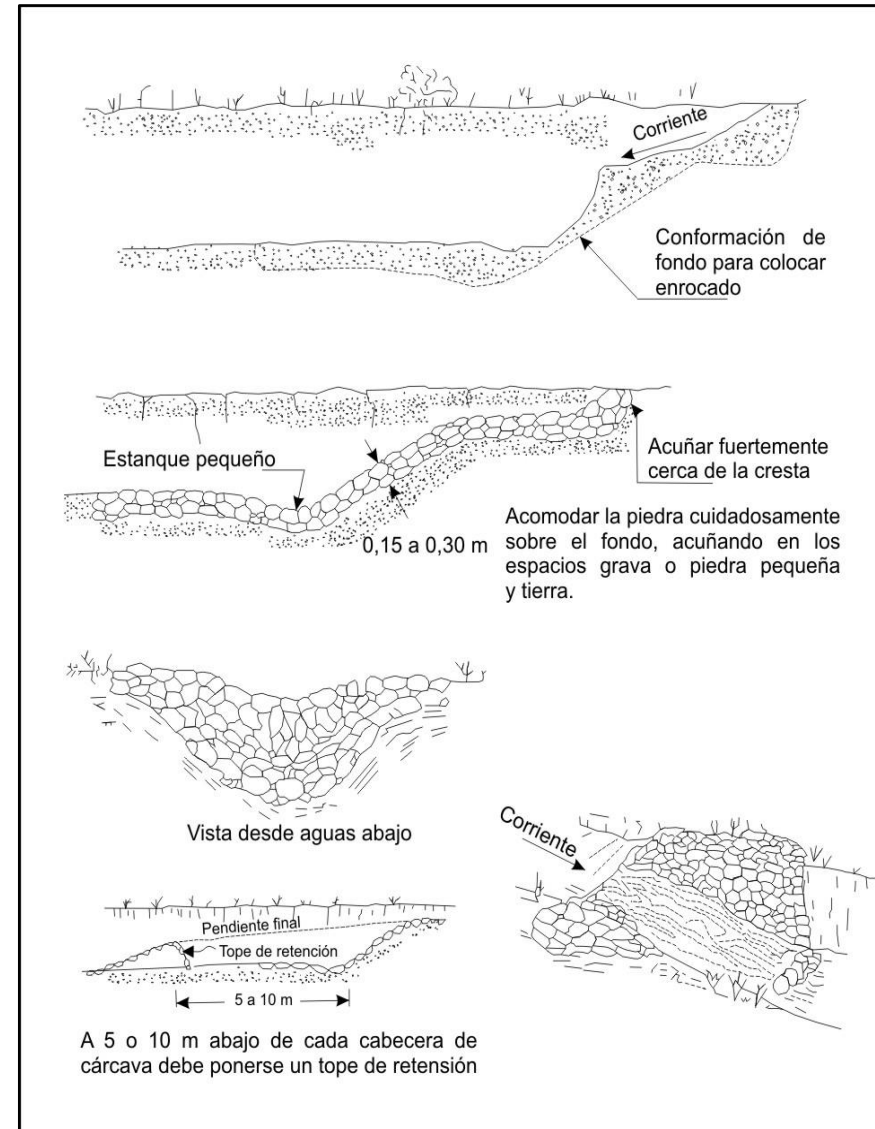 Corriente
Conformación de
fondo para colocar
enrocado
Estanque pequeño
Acuñar fuertemente
cerca de la cresta
0,15 a 0,30 m
Acomodar la piedra cuidadosamente
sobre el fondo, acuñando en los
espacios grava o piedra pequeña
y tierra.
Vista desde aguas abajo
Corriente
Pendiente final
Tope de retención
5 a 10 m
A 5 o 10 m abajo de cada cabecera de
cárcava debe ponerse un tope de retensión